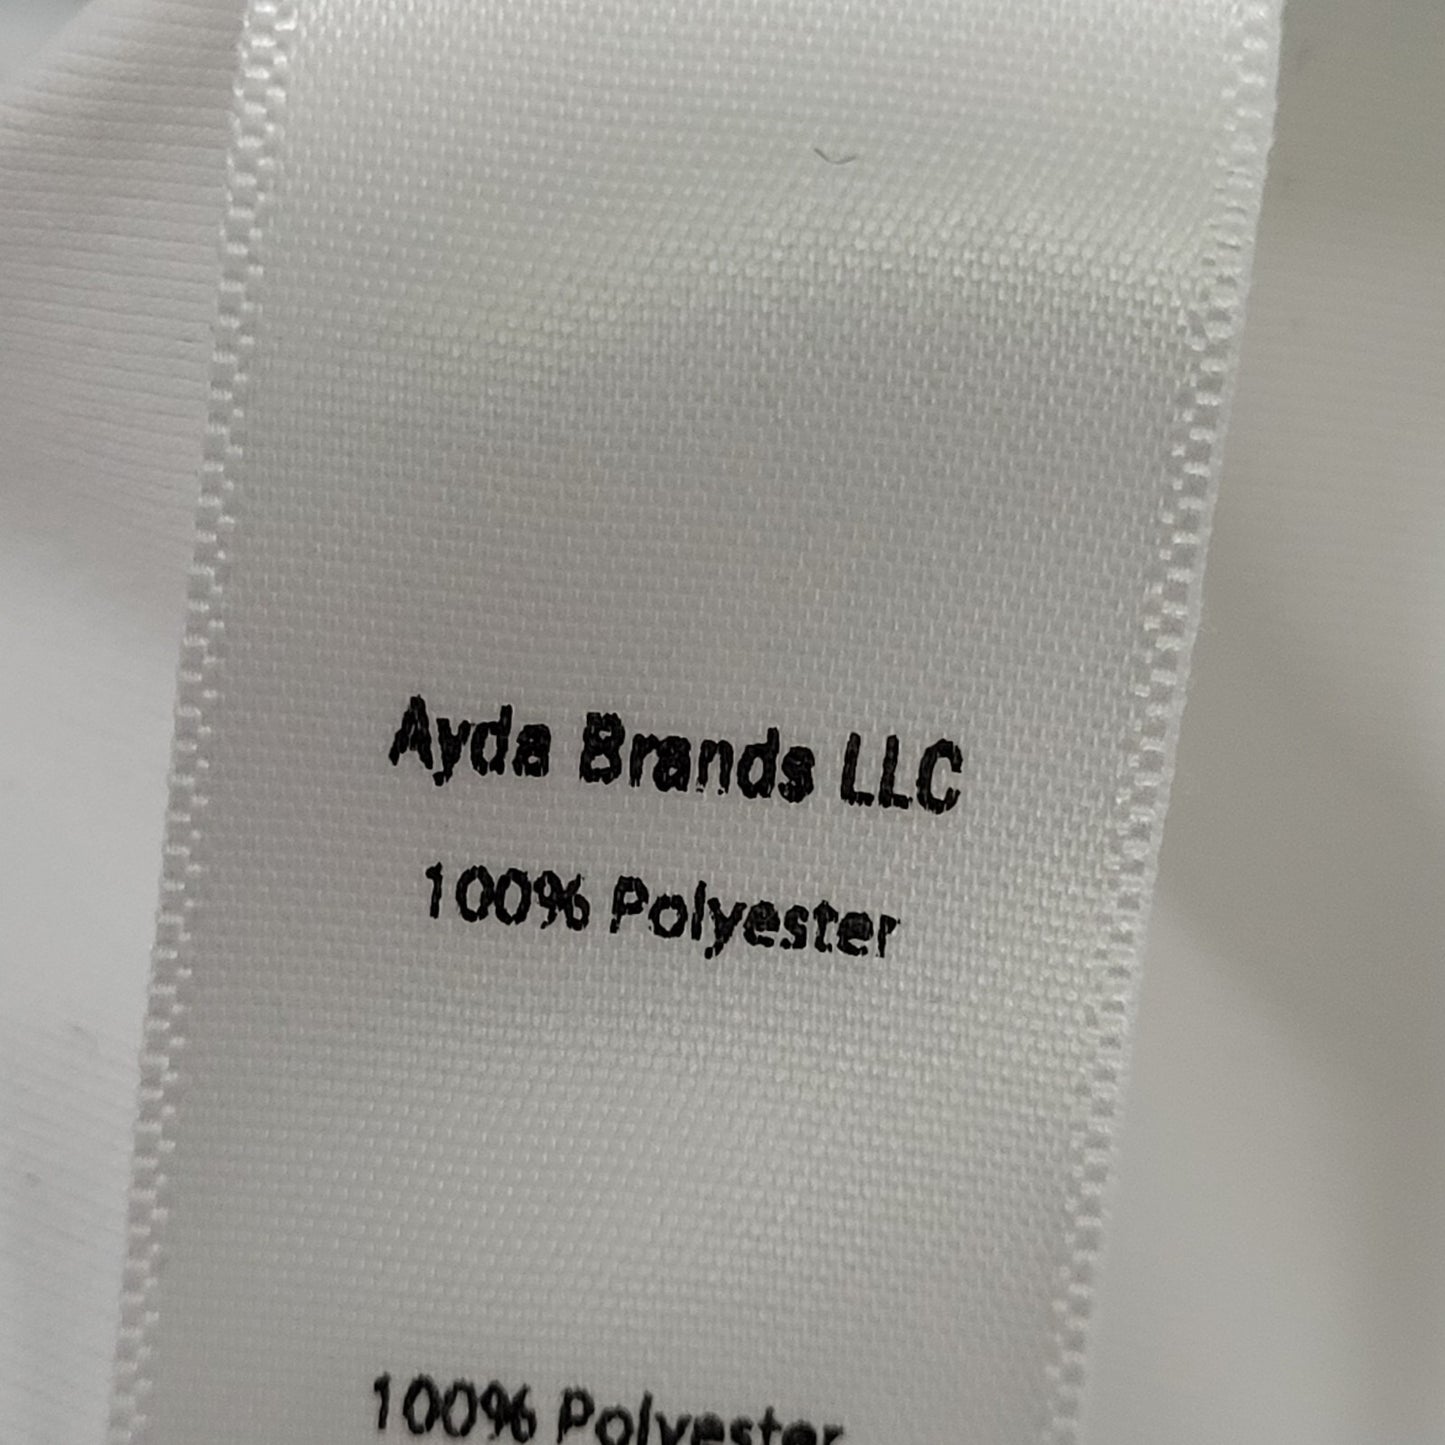 Ayda Brands LLC
100% Polyester
100% Polyester